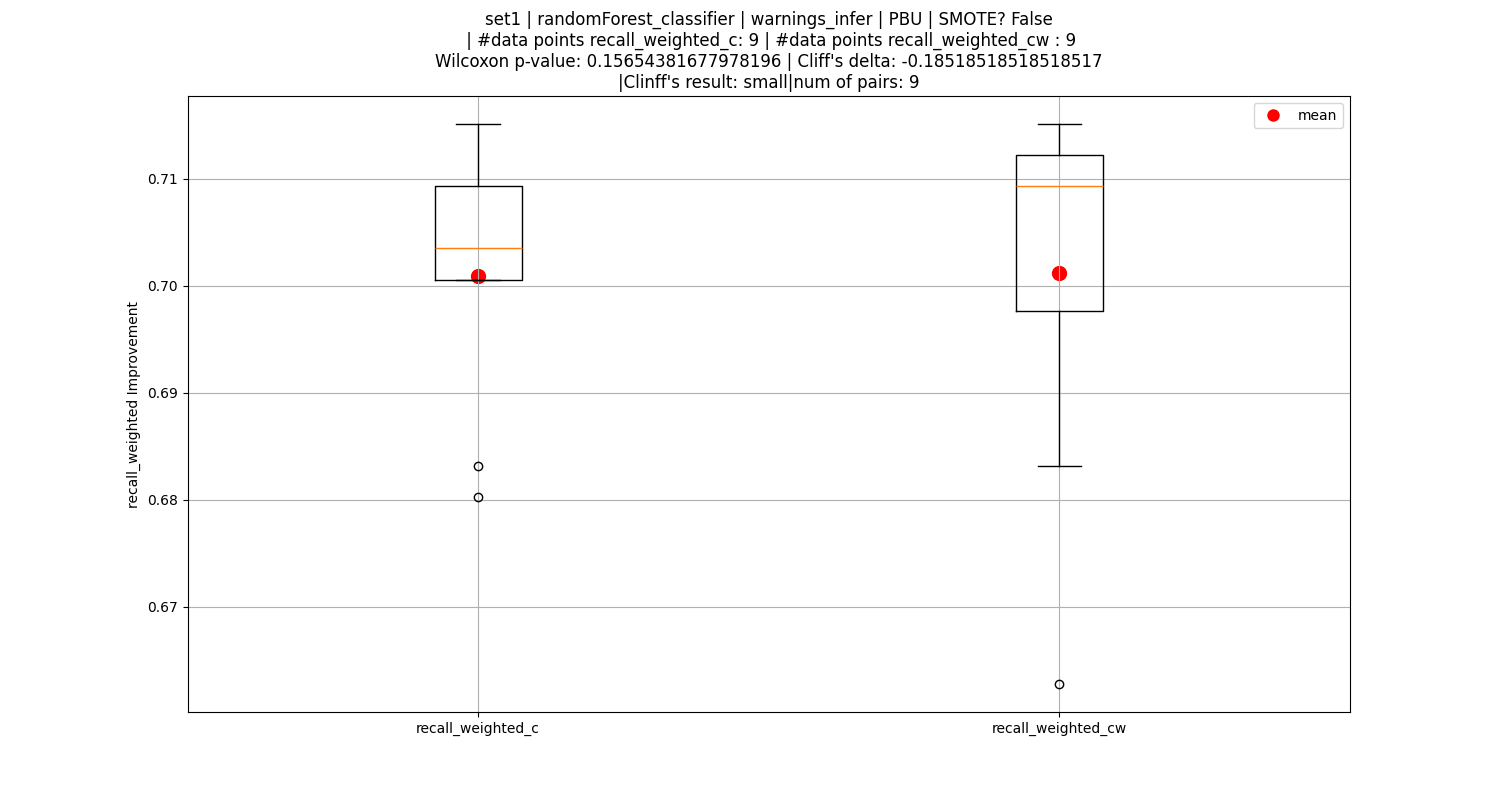 set1 | randomForest_classifier | warnings_infer | PBU | SMOTE? False
| #data points recall_weighted_c: 9 | #data points recall_weighted_cw : 9
Wilcoxon p-value: 0.15654381677978196 | Cliff's delta: -0.18518518518518517
|Clinff's result: small|num of pairs: 9
mean
0.71
0.70
0.69
0.68
0.67
recall_weighted Improvement
recall_weighted_c
recall_weighted_cw